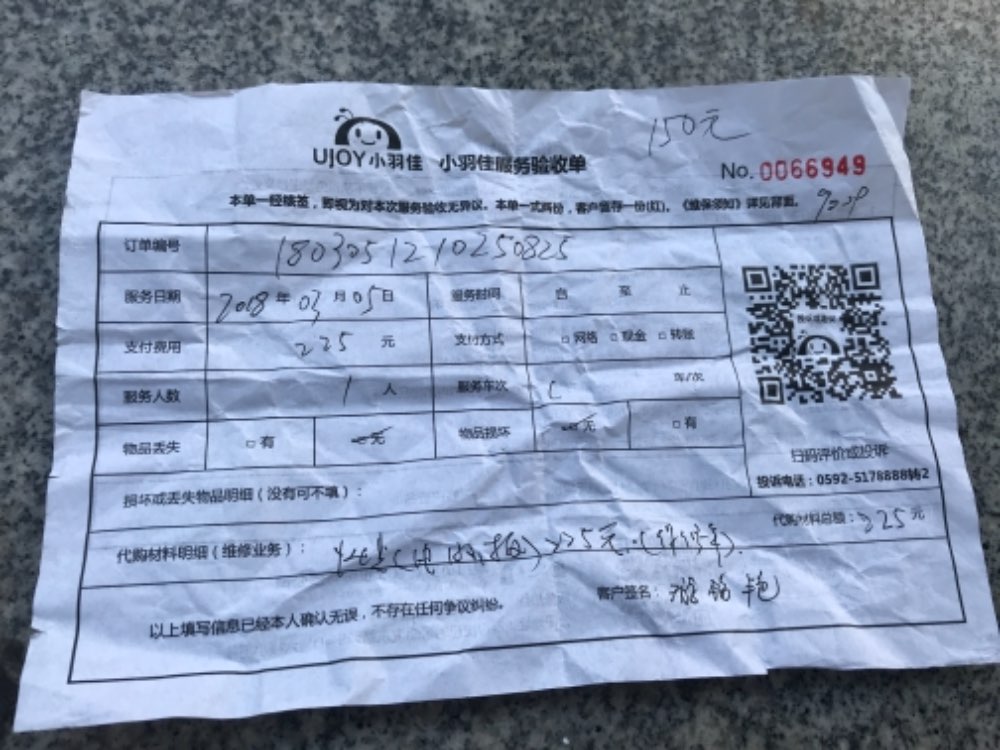 150元
UJOY小羽佳 小羽佳服务验收单
No. 0066949
本单一经核签，即视为对本次服务验收无异议。本单一式两份，客户留存一份(红)。《维保须知》详见背面。
订单编号 1803051210250825
服务日期 2018年03月05日 服务时间 自 至 止
支付费用 225 元 支付方式 □网络 □现金 □转账
服务人数 1 人 服务车次 车/次
物品丢失 □有 无 物品损坏 无 □有
扫码评价或投诉
投诉电话：0592-5178888转2
损坏或丢失物品明细（没有可不填）：
代购材料总额：225元
代购材料明细（维修业务）： 225元
客户签名：
以上填写信息已经本人确认无误，不存在任何争议纠纷。